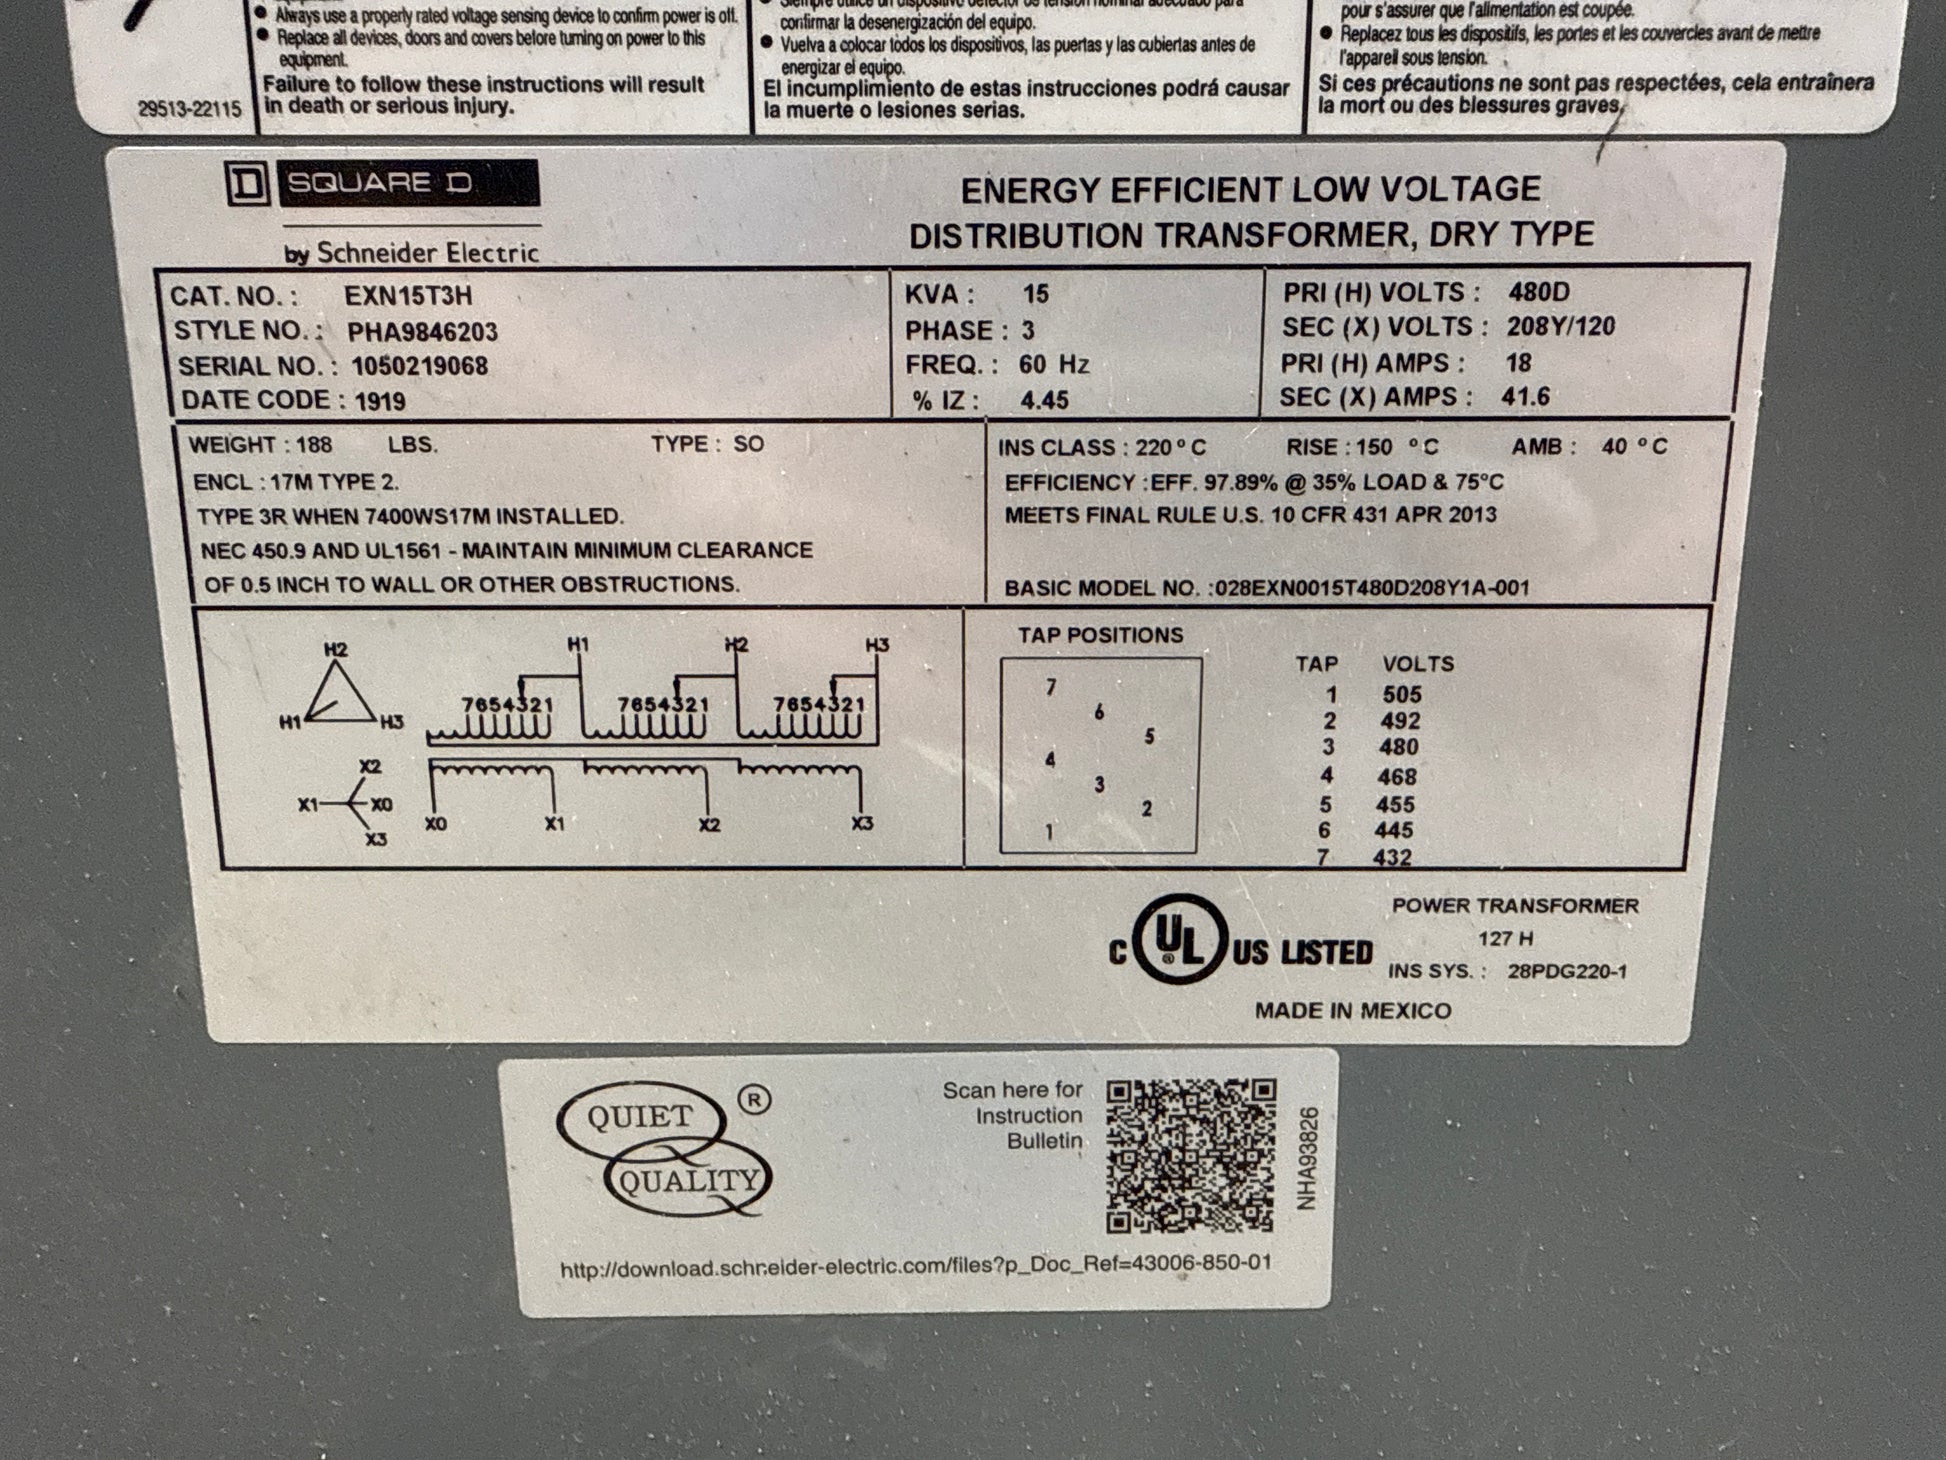 ● Always use a properly rated voltage sensing device to confirm power is off.
● Replace all devices, doors and covers before turning on power to this
equipment.
Failure to follow these instructions will result
in death or serious injury.
29513-22115
confirmar la desenergización del equipo.
● Vuelva a colocar todos los dispositivos, las puertas y las cubiertas antes de
energizar el equipo.
El incumplimiento de estas instrucciones podrá causar
la muerte o lesiones serias.
pour s'assurer que l'alimentation est coupée.
● Replacez tous les dispositifs, les portes et les couvercles avant de mettre
l'appareil sous tension.
Si ces précautions ne sont pas respectées, cela entraînera
la mort ou des blessures graves.
D SQUARE D
by Schneider Electric
ENERGY EFFICIENT LOW VOLTAGE
DISTRIBUTION TRANSFORMER, DRY TYPE
CAT. NO. : EXN15T3H
STYLE NO. : PHA9846203
SERIAL NO. : 1050219068
DATE CODE : 1919
KVA : 15
PHASE : 3
FREQ. : 60 Hz
% IZ : 4.45
PRI (H) VOLTS : 480D
SEC (X) VOLTS : 208Y/120
PRI (H) AMPS : 18
SEC (X) AMPS : 41.6
WEIGHT : 188 LBS. TYPE : SO
ENCL : 17M TYPE 2.
TYPE 3R WHEN 7400WS17M INSTALLED.
NEC 450.9 AND UL1561 - MAINTAIN MINIMUM CLEARANCE
OF 0.5 INCH TO WALL OR OTHER OBSTRUCTIONS.
INS CLASS : 220 °C RISE : 150 °C AMB : 40 °C
EFFICIENCY :EFF. 97.89% @ 35% LOAD & 75°C
MEETS FINAL RULE U.S. 10 CFR 431 APR 2013
BASIC MODEL NO. :028EXN0015T480D208Y1A-001
H2
H1 H3
X2
X1 X0
X3
H1 H2 H3
7654321 7654321 7654321
X0 X1 X2 X3
TAP POSITIONS
7
6
5
4
3
2
1
TAP VOLTS
1 505
2 492
3 480
4 468
5 455
6 445
7 432
C UL ® US LISTED
POWER TRANSFORMER
127 H
INS SYS. : 28PDG220-1
MADE IN MEXICO
QUIET ®
QUALITY
Scan here for
Instruction
Bulletin
NHA93826
http://download.schneider-electric.com/files?p_Doc_Ref=43006-850-01